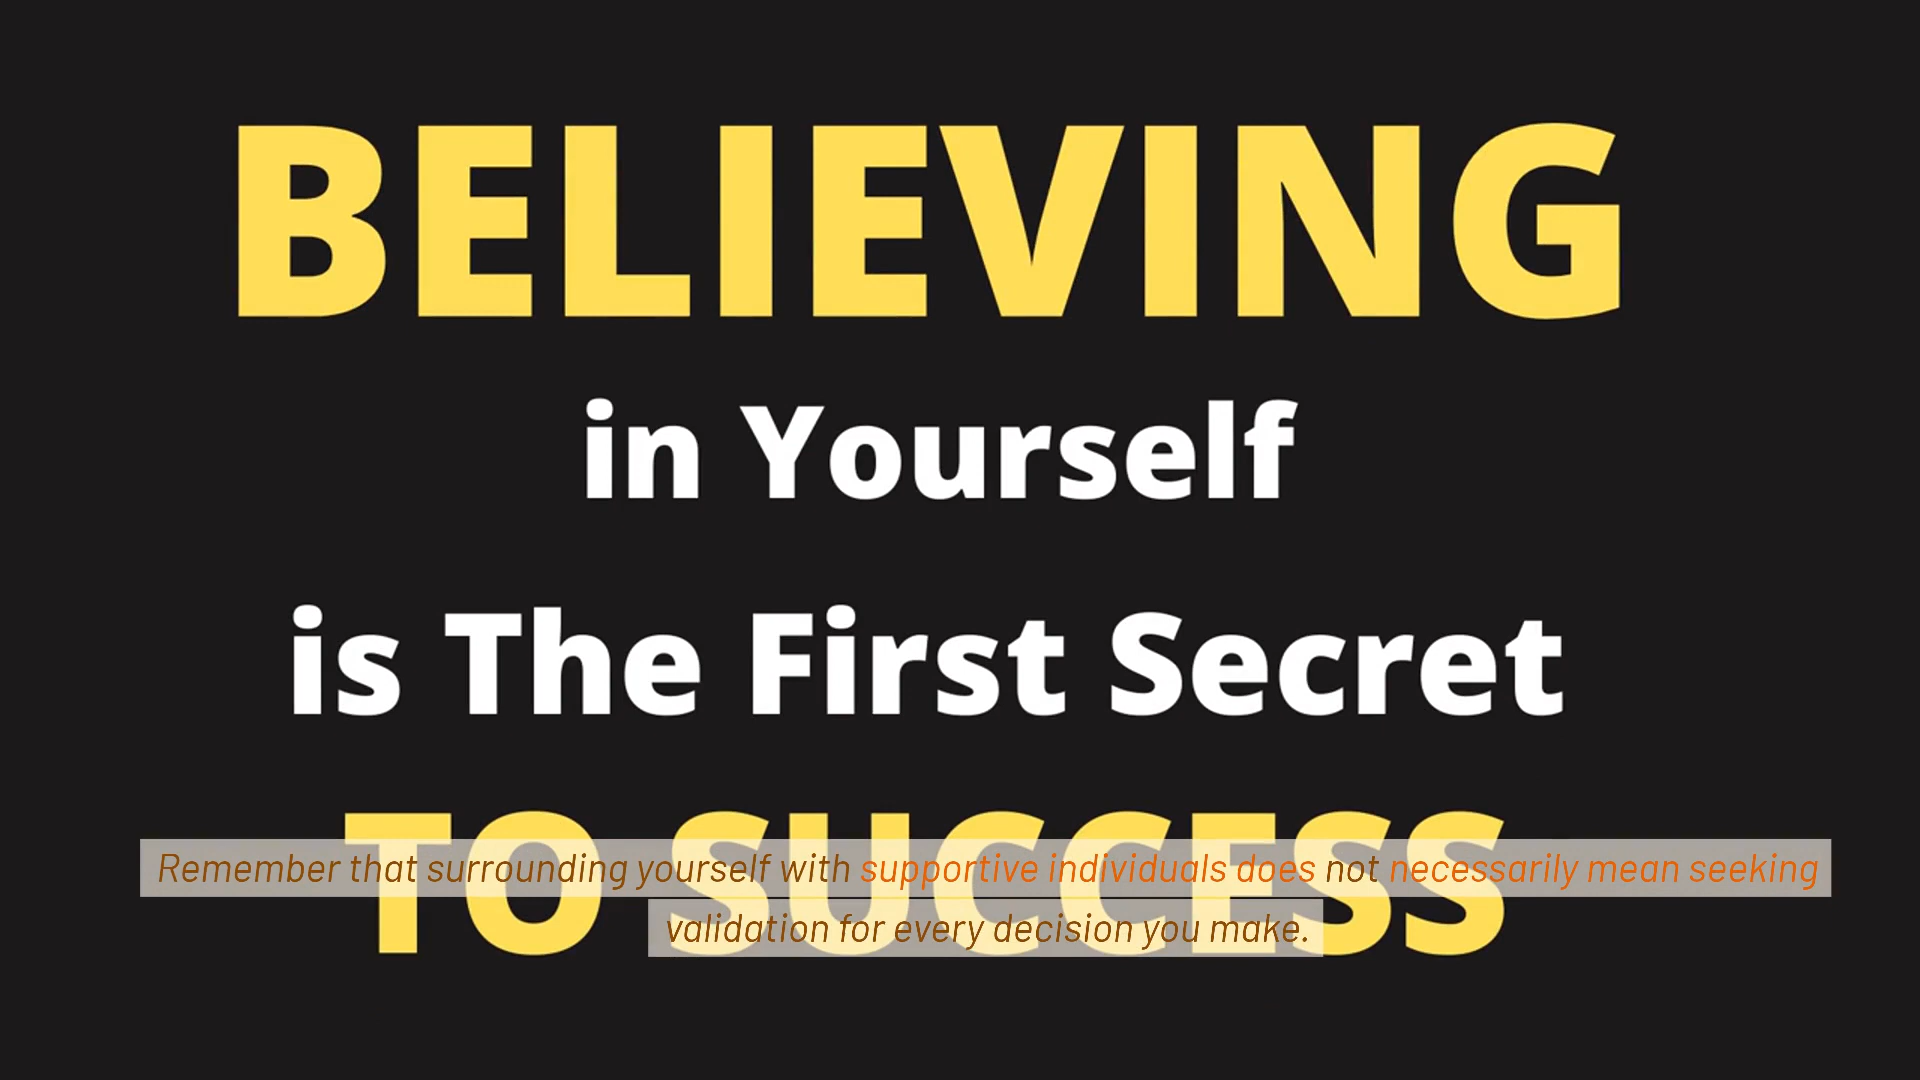 BELIEVING
in Yourself
is The First Secret
TO SUCCESS
Remember that surrounding yourself with supportive individuals does not necessarily mean seeking
validation for every decision you make.